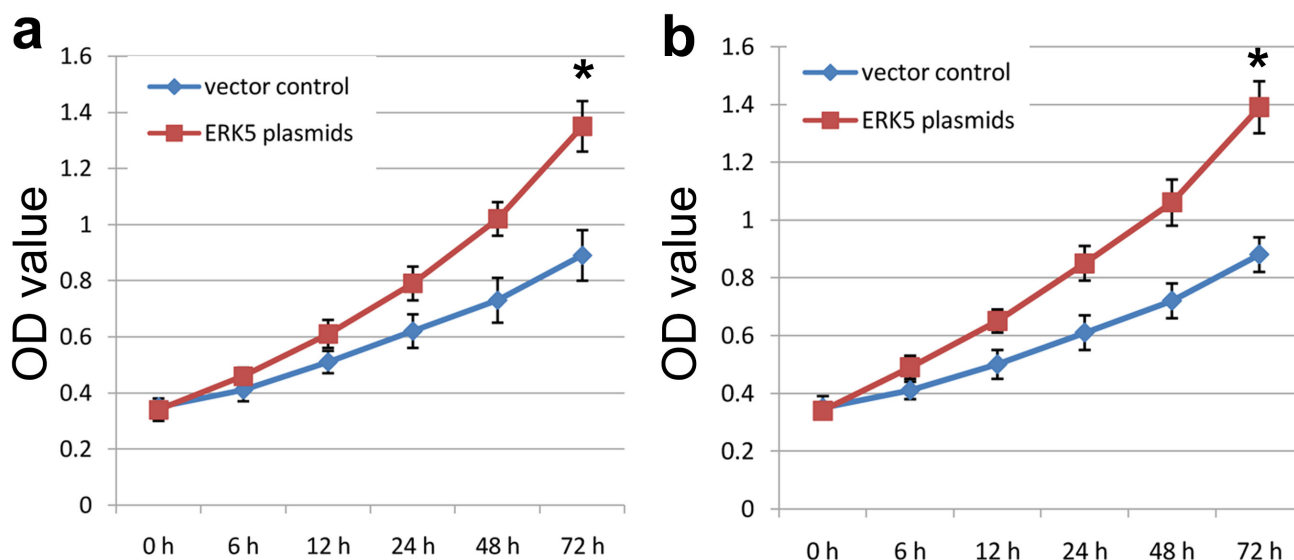 a
1.6
1.4
1.2
1
0.8
0.6
0.4
0.2
0
OD value
vector control
ERK5 plasmids
*
0 h 6 h 12 h 24 h 48 h 72 h
b
1.6
1.4
1.2
1
0.8
0.6
0.4
0.2
0
OD value
vector control
ERK5 plasmids
*
0 h 6 h 12 h 24 h 48 h 72 h